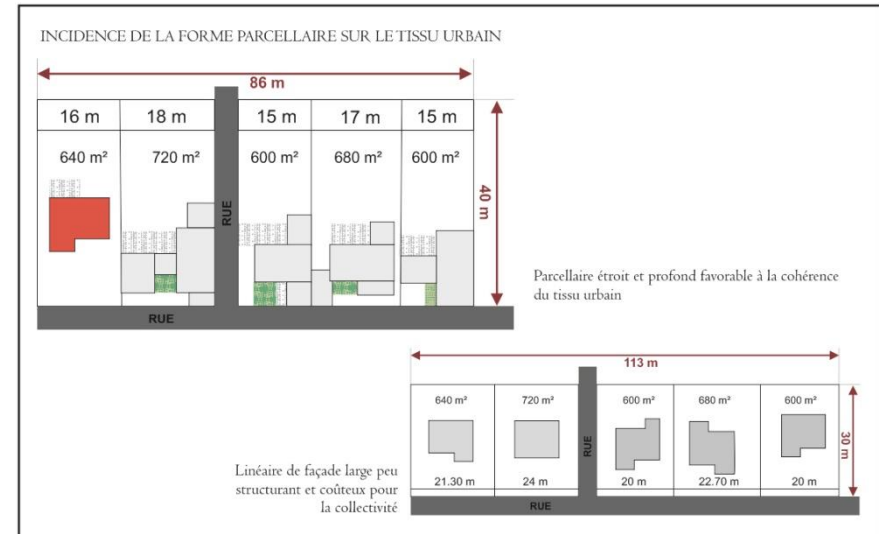 INCIDENCE DE LA FORME PARCELLAIRE SUR LE TISSU URBAIN
86 m
16 m 18 m 15 m 17 m 15 m
640 m² 720 m² 600 m² 680 m² 600 m²
40 m
RUE
RUE
Parcellaire étroit et profond favorable à la cohérence
du tissu urbain
113 m
640 m² 720 m² 600 m² 680 m² 600 m²
30 m
RUE
21.30 m 24 m 20 m 22.70 m 20 m
RUE
Linéaire de façade large peu
structurant et coûteux pour
la collectivité